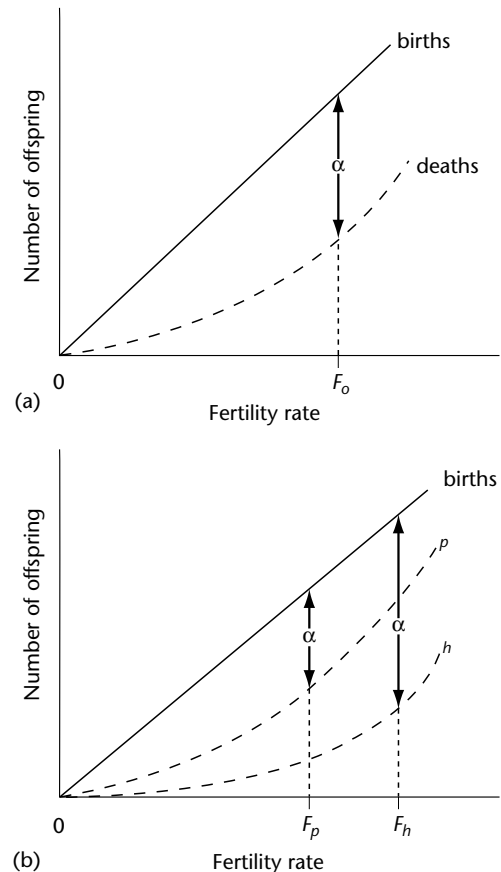 births
Number of offspring
α
deaths
0
F_o
(a)
Fertility rate
births
Number of offspring
p
α
α
h
0
F_p
F_h
(b)
Fertility rate